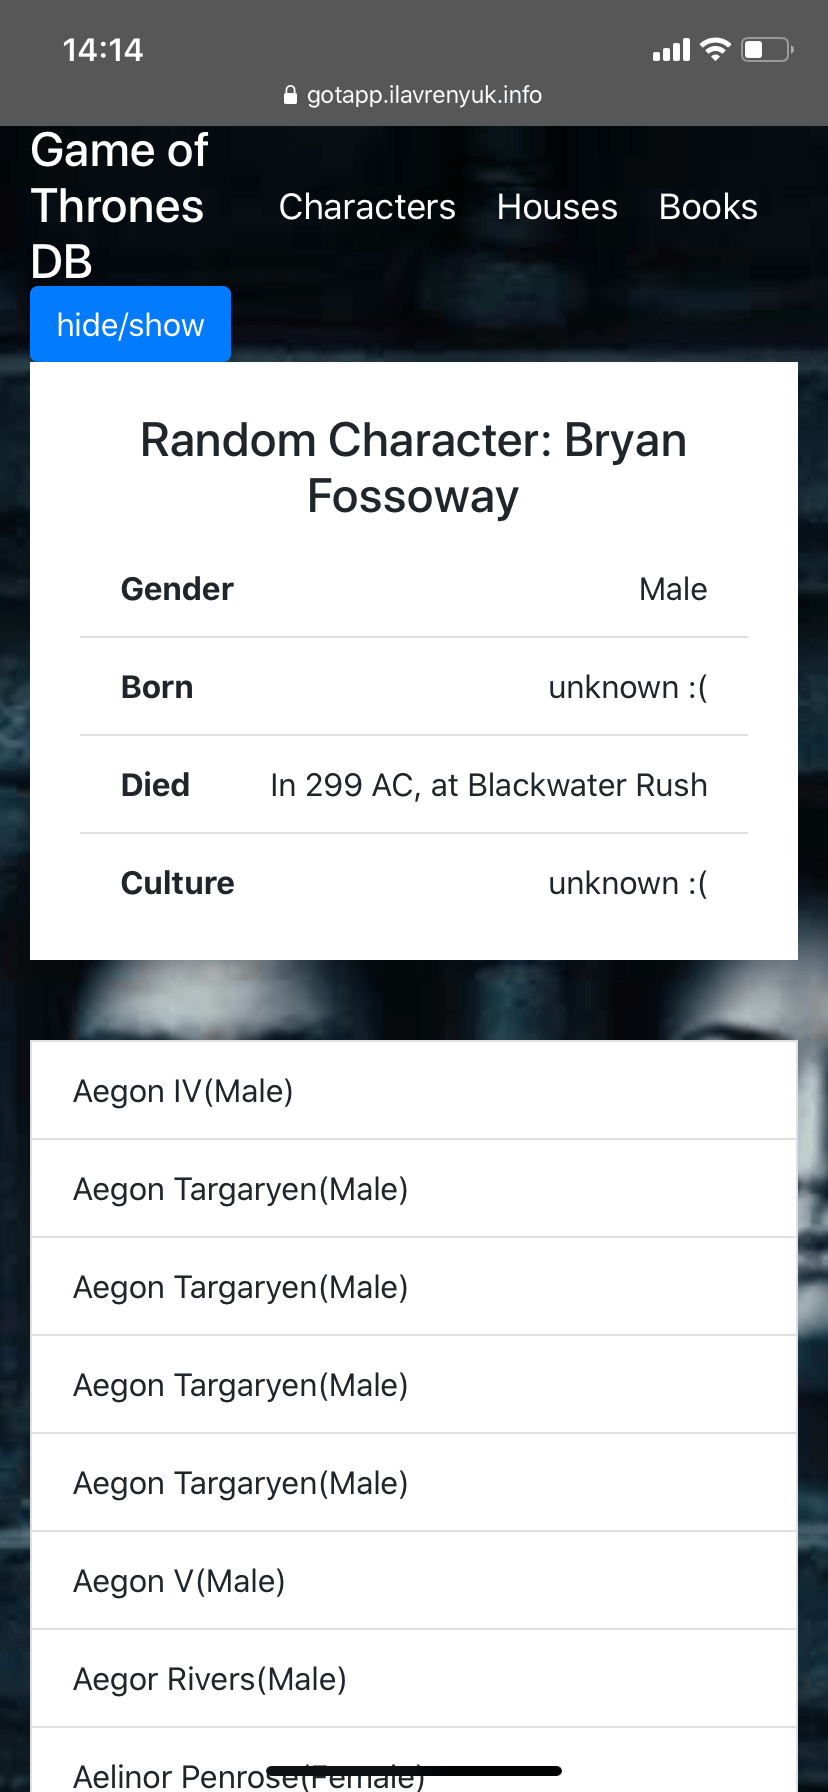 14:14
gotapp.ilavrenyuk.info
Game of
Thrones
DB
Characters Houses Books
hide/show
Random Character: Bryan
Fossoway
Gender Male
Born unknown :(
Died In 299 AC, at Blackwater Rush
Culture unknown :(
Aegon IV(Male)
Aegon Targaryen(Male)
Aegon Targaryen(Male)
Aegon Targaryen(Male)
Aegon Targaryen(Male)
Aegon V(Male)
Aegor Rivers(Male)
Aelinor Penrose(Female)